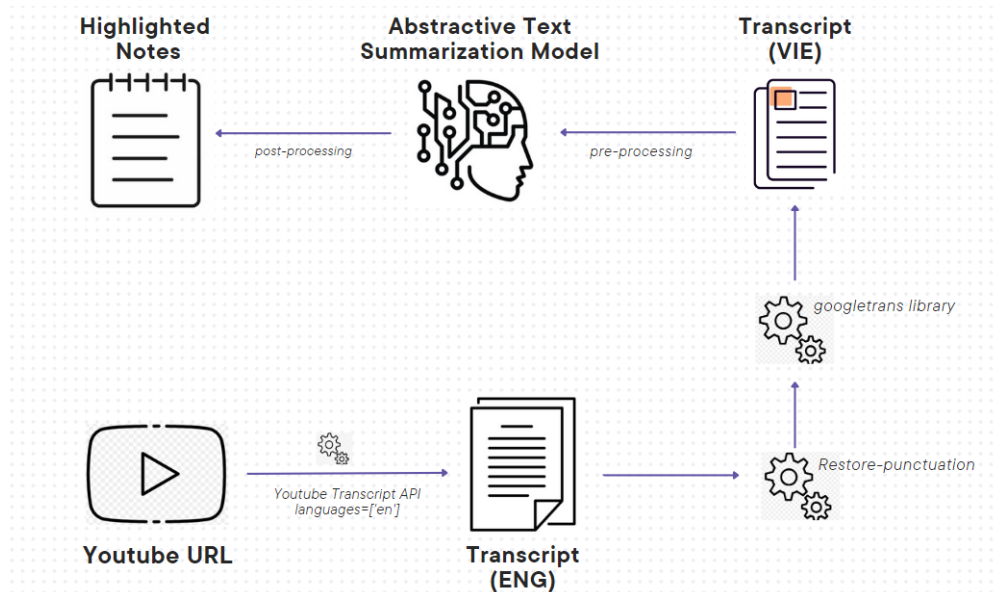 Highlighted
Notes
Abstractive Text
Summarization Model
Transcript
(VIE)
post-processing
pre-processing
googletrans library
Restore-punctuation
Youtube Transcript API
languages=['en']
Youtube URL
Transcript
(ENG)